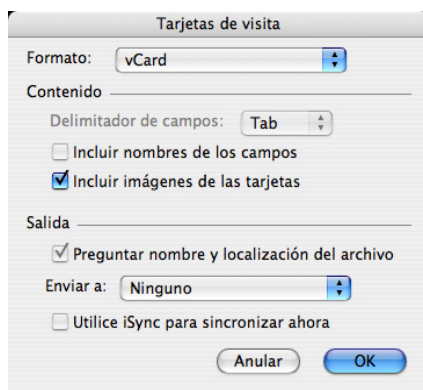 Tarjetas de visita
Formato: vCard
Contenido
Delimitador de campos: Tab
Incluir nombres de los campos
Incluir imágenes de las tarjetas
Salida
Preguntar nombre y localización del archivo
Enviar a: Ninguno
Utilice iSync para sincronizar ahora
Anular OK